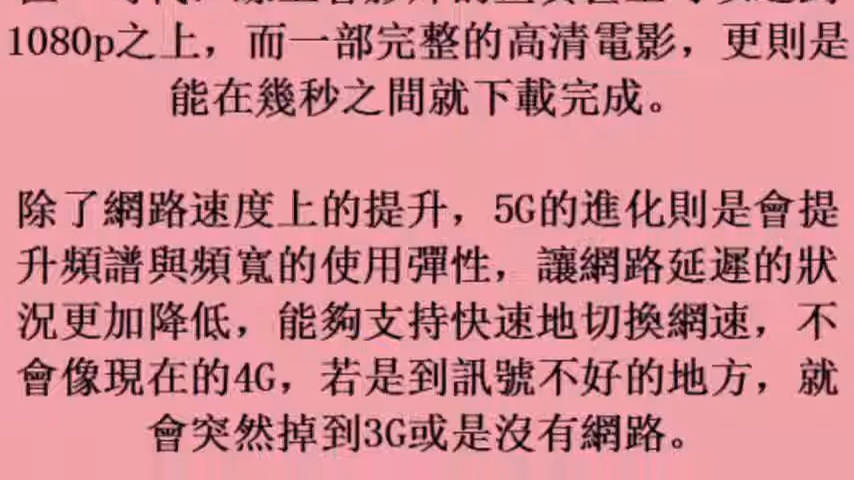 1080p之上，而一部完整的高清電影，更則是
能在幾秒之間就下載完成。
除了網路速度上的提升，5G的進化則是會提
升頻譜與頻寬的使用彈性，讓網路延遲的狀
況更加降低，能夠支持快速地切換網速，不
會像現在的4G，若是到訊號不好的地方，就
會突然掉到3G或是沒有網路。